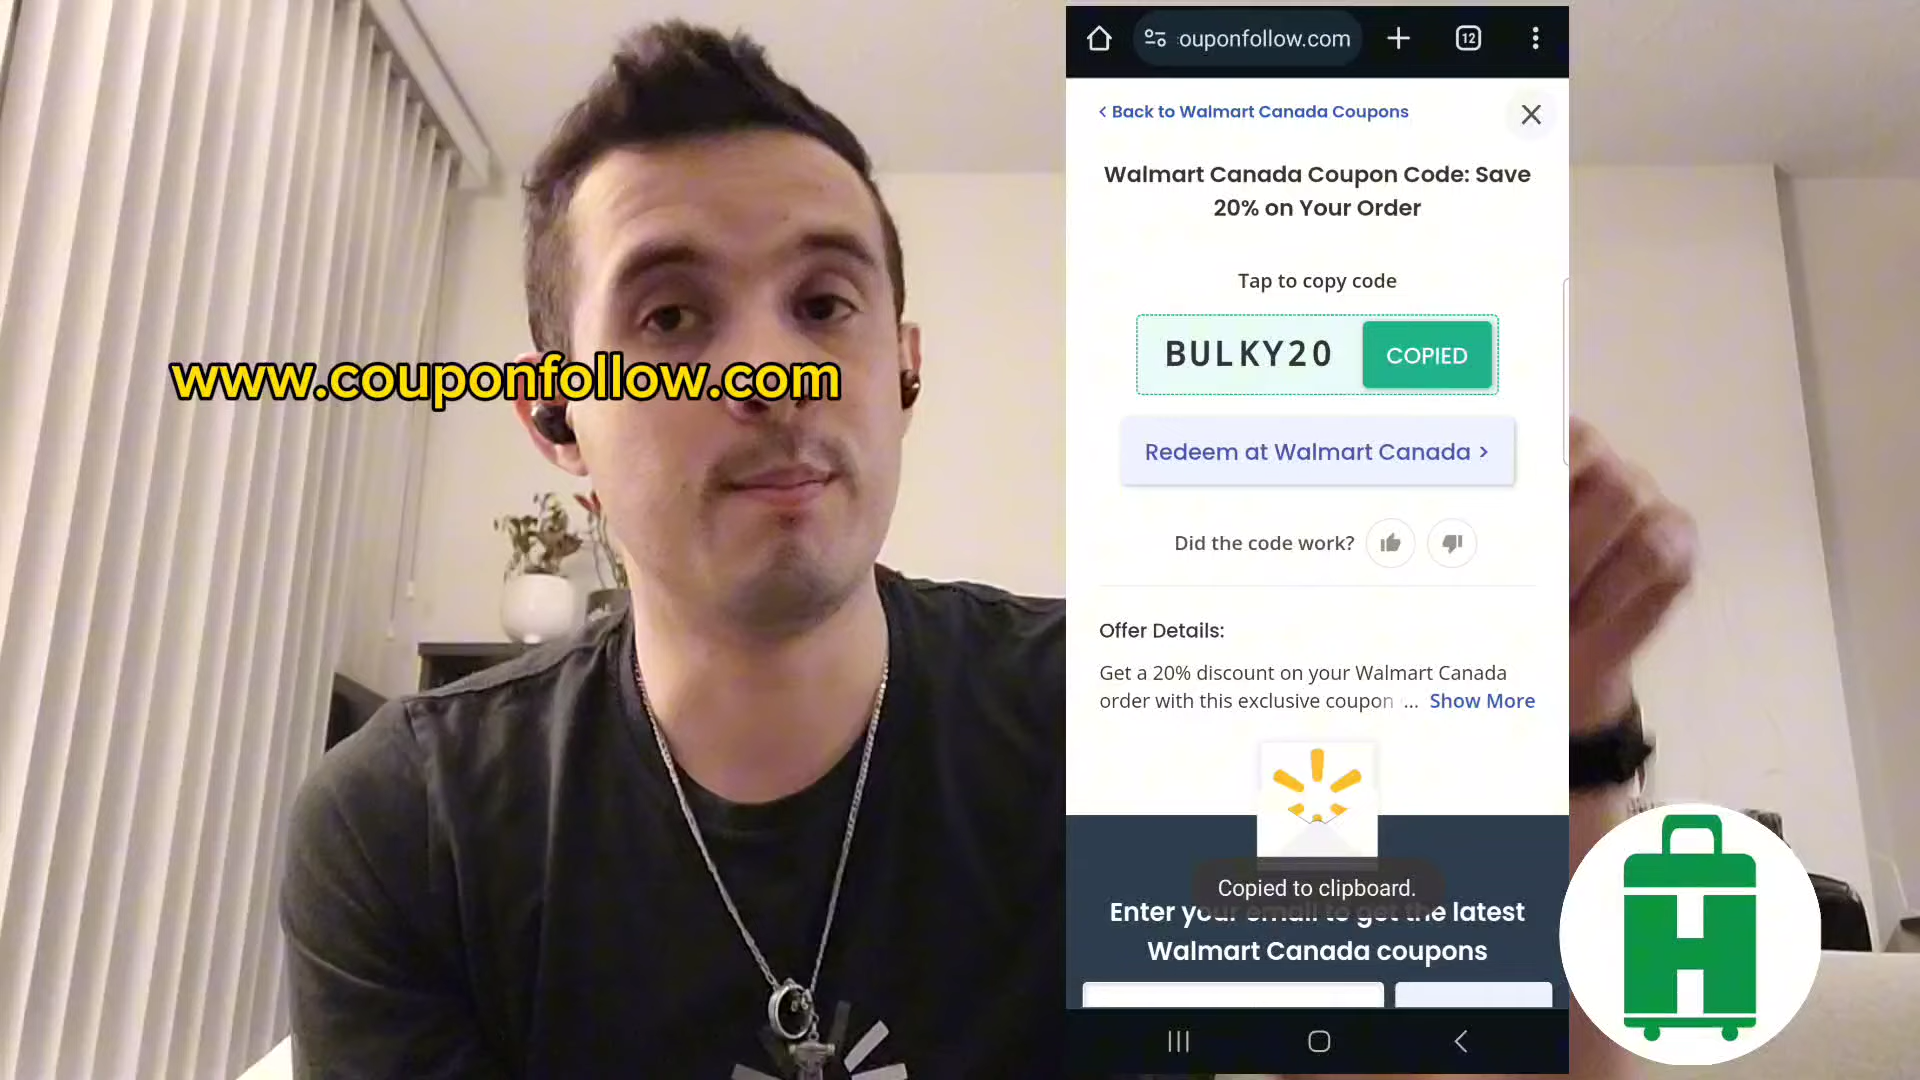 www.couponfollow.com
ouponfollow.com
12
Back to Walmart Canada Coupons
Walmart Canada Coupon Code: Save
20% on Your Order
Tap to copy code
BULKY20
COPIED
Redeem at Walmart Canada >
Did the code work?
Offer Details:
Get a 20% discount on your Walmart Canada
order with this exclusive coupon ... Show More
Copied to clipboard.
Enter your email to get the latest
Walmart Canada coupons
H